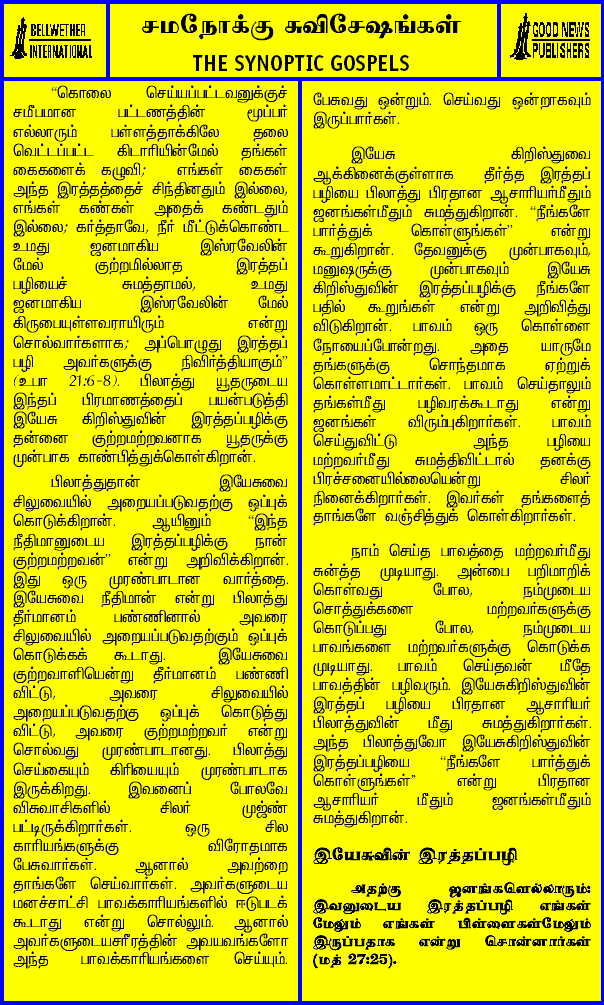 BELLWETHER
INTERNATIONAL
சமநோக்கு சுவிசேஷங்கள்
THE SYNOPTIC GOSPELS
GOOD NEWS
PUBLISHERS
“கொலை செய்யப்பட்டவனுக்குச்
சமீபமான பட்டணத்தின் மூப்பர்
எல்லாரும் பள்ளத்தாக்கிலே தலை
வெட்டப்பட்ட கிடாரியின்மேல் தங்கள்
கைகளைக் கழுவி; எங்கள் கைகள்
அந்த இரத்தத்தைச் சிந்தினதும் இல்லை,
எங்கள் கண்கள் அதைக் கண்டதும்
இல்லை; கர்த்தாவே, நீர் மீட்டுக்கொண்ட
உமது ஜனமாகிய இஸ்ரவேலின்
மேல் குற்றமில்லாத இரத்தப்
பழியைச் சுமத்தாமல், உமது
ஜனமாகிய இஸ்ரவேலின் மேல்
கிருபையுள்ளவராயிரும் என்று
சொல்வார்களாக; அப்பொழுது இரத்தப்
பழி அவர்களுக்கு நிவிர்த்தியாகும்”
(உபா 21:6-8). பிலாத்து யூதருடைய
இந்தப் பிரமாணத்தைப் பயன்படுத்தி
இயேசு கிறிஸ்துவின் இரத்தப்பழிக்கு
தன்னை குற்றமற்றவனாக யூதருக்கு
முன்பாக காண்பித்துக்கொள்கிறான்.
பிலாத்துதான் இயேசுவை
சிலுவையில் அறையப்படுவதற்கு ஒப்புக்
கொடுக்கிறான். ஆயினும் “இந்த
நீதிமானுடைய இரத்தப்பழிக்கு நான்
குற்றமற்றவன்” என்று அறிவிக்கிறான்.
இது ஒரு முரண்பாடான வார்த்தை.
இயேசுவை நீதிமான் என்று பிலாத்து
தீர்மானம் பண்ணினால் அவரை
சிலுவையில் அறையப்படுவதற்கும் ஒப்புக்
கொடுக்கக் கூடாது. இயேசுவை
குற்றவாளியென்று தீர்மானம் பண்ணி
விட்டு, அவரை சிலுவையில்
அறையப்படுவதற்கு ஒப்புக் கொடுத்து
விட்டு, அவரை குற்றமற்றவர் என்று
சொல்வது முரண்பாடானது. பிலாத்து
செய்கையும் கிரியையும் முரண்பாடாக
இருக்கிறது. இவனைப் போலவே
விசுவாசிகளில் சிலர் முஜ்ண்
பட்டிருக்கிறார்கள். ஒரு சில
காரியங்களுக்கு விரோதமாக
பேசுவார்கள். ஆனால் அவற்றை
தாங்களே செய்வார்கள். அவர்களுடைய
மனச்சாட்சி பாவக்காரியங்களில் ஈடுபடக்
கூடாது என்று சொல்லும். ஆனால்
அவர்களுடையசரீரத்தின் அவயவங்களோ
அந்த பாவக்காரியங்களை செய்யும்.
பேசுவது ஒன்றும். செய்வது ஒன்றாகவும்
இருப்பார்கள்.
இயேசு கிறிஸ்துவை
ஆக்கினைக்குள்ளாக தீர்த்த இரத்தப்
பழியை பிலாத்து பிரதான ஆசாரியர்மீதும்
ஜனங்கள்மீதும் சுமத்துகிறான். “நீங்களே
பார்த்துக் கொள்ளுங்கள்” என்று
கூறுகிறான். தேவனுக்கு முன்பாகவும்,
மனுஷருக்கு முன்பாகவும் இயேசு
கிறிஸ்துவின் இரத்தப்பழிக்கு நீங்களே
பதில் கூறுங்கள் என்று அறிவித்து
விடுகிறான். பாவம் ஒரு கொள்ளை
நோயைப்போன்றது. அதை யாருமே
தங்களுக்கு சொந்தமாக ஏற்றுக்
கொள்ளமாட்டார்கள். பாவம் செய்தாலும்
தங்கள்மீது பழிவரக்கூடாது என்று
ஜனங்கள் விரும்புகிறார்கள். பாவம்
செய்துவிட்டு அந்த பழியை
மற்றவர்மீது சுமத்திவிட்டால் தனக்கு
பிரச்சனையில்லையென்று சிலர்
நினைக்கிறார்கள். இவர்கள் தங்களைத்
தாங்களே வஞ்சித்துக் கொள்கிறார்கள்.
நாம் செய்த பாவத்தை மற்றவர்மீது
சுன்த்த முடியாது. அன்பை பறிமாறிக்
கொள்வது போல, நம்முடைய
சொத்துக்களை மற்றவர்களுக்கு
கொடுப்பது போல, நம்முடைய
பாவங்களை மற்றவர்களுக்கு கொடுக்க
முடியாது. பாவம் செய்தவன் மீதே
பாவத்தின் பழிவரும். இயேசுகிறிஸ்துவின்
இரத்தப் பழியை பிரதான ஆசாரியர்
பிலாத்துவின் மீது சுமத்துகிறார்கள்.
அந்த பிலாத்துவோ இயேசுகிறிஸ்துவின்
இரத்தப்பழியை “நீங்களே பார்த்துக்
கொள்ளுங்கள்” என்று பிரதான
ஆசாரியர் மீதும் ஜனங்கள்மீதும்
சுமத்துகிறான்.
இயேசுவின் இரத்தப்பழி
அதற்கு ஜனங்களெல்லாரும்:
இவனுடைய இரத்தப்பழி எங்கள்
மேலும் எங்கள் பிள்ளைகள்மேலும்
இருப்பதாக என்று சொன்னார்கள்
(மத் 27:25).